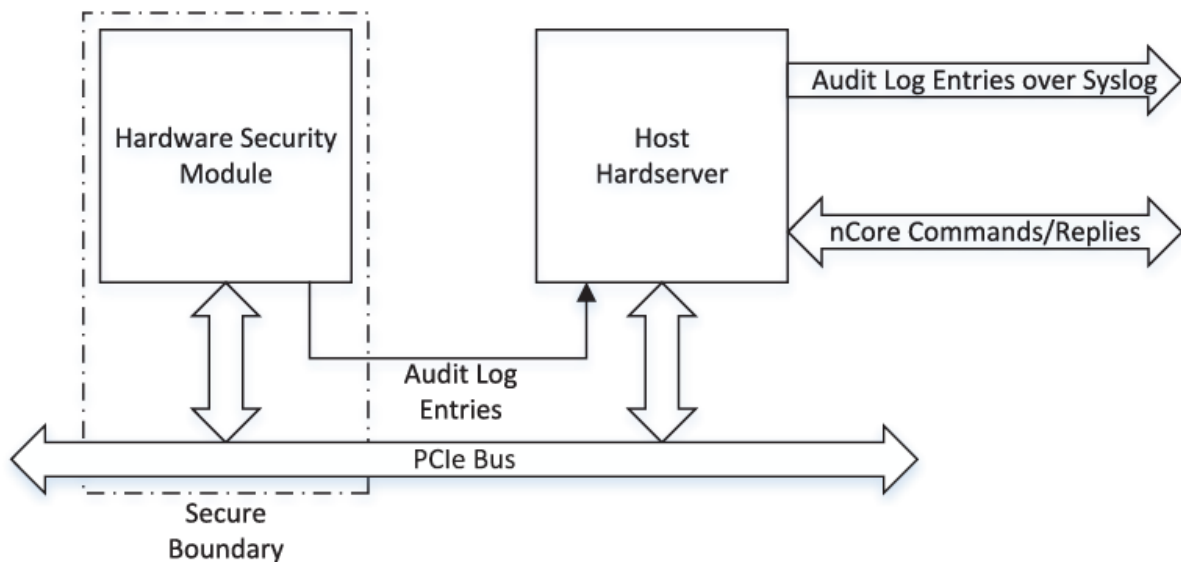 Hardware Security
Module
Host
Hardserver
Audit Log Entries over Syslog
nCore Commands/Replies
Audit Log
Entries
PCIe Bus
Secure
Boundary